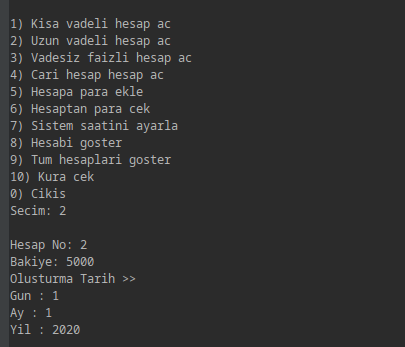 1) Kisa vadeli hesap ac
2) Uzun vadeli hesap ac
3) Vadesiz faizli hesap ac
4) Cari hesap hesap ac
5) Hesapa para ekle
6) Hesaptan para cek
7) Sistem saatini ayarla
8) Hesabi goster
9) Tum hesaplari goster
10) Kura cek
0) Cikis
Secim: 2
Hesap No: 2
Bakiye: 5000
Olusturma Tarih >>
Gun : 1
Ay : 1
Yil : 2020